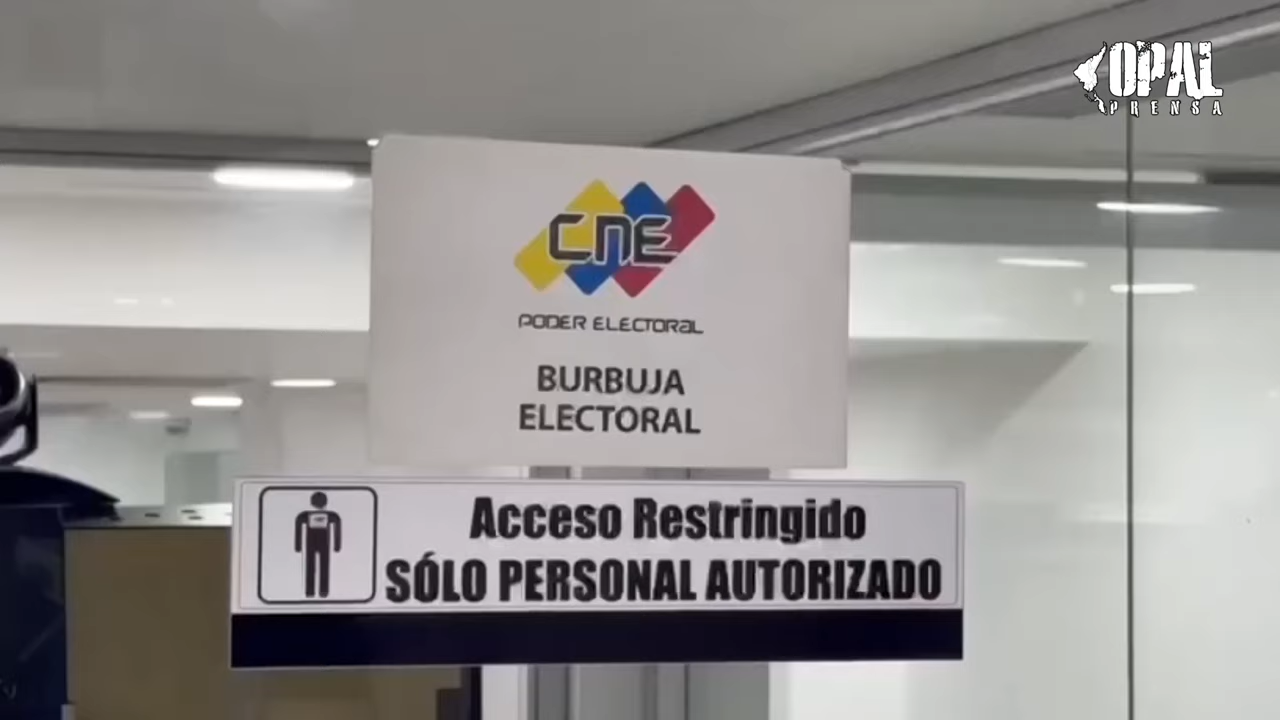 OPAL
PRENSA
CNE
PODER ELECTORAL
BURBUJA
ELECTORAL
Acceso Restringido
SÓLO PERSONAL AUTORIZADO